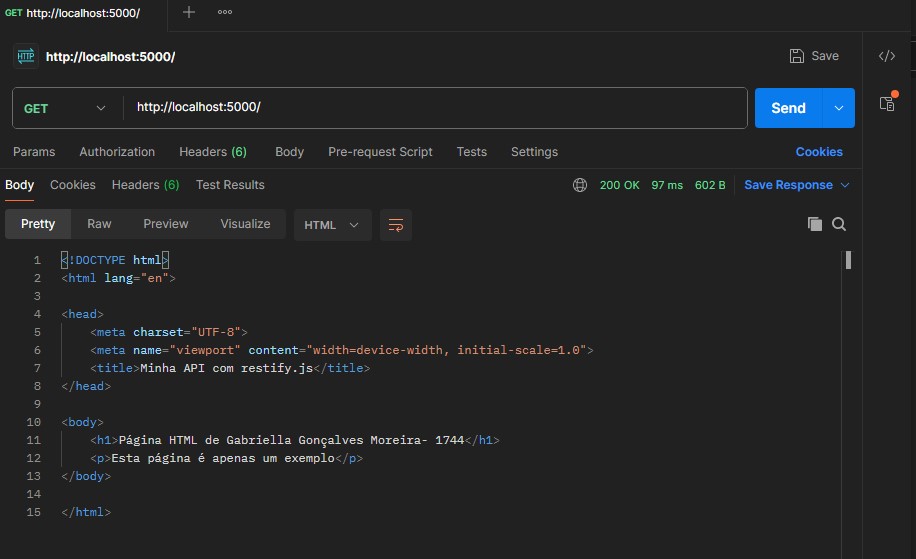 GET http://localhost:5000/
HTTP http://localhost:5000/ Save
GET http://localhost:5000/ Send
Params Authorization Headers (6) Body Pre-request Script Tests Settings Cookies
Body Cookies Headers (6) Test Results 200 OK 97 ms 602 B Save Response
Pretty Raw Preview Visualize HTML
1 <!DOCTYPE html>
2 <html lang="en">
3
4 <head>
5 <meta charset="UTF-8">
6 <meta name="viewport" content="width=device-width, initial-scale=1.0">
7 <title>Minha API com restify.js</title>
8 </head>
9
10 <body>
11 <h1>Página HTML de Gabriella Gonçalves Moreira- 1744</h1>
12 <p>Esta página é apenas um exemplo</p>
13 </body>
14
15 </html>